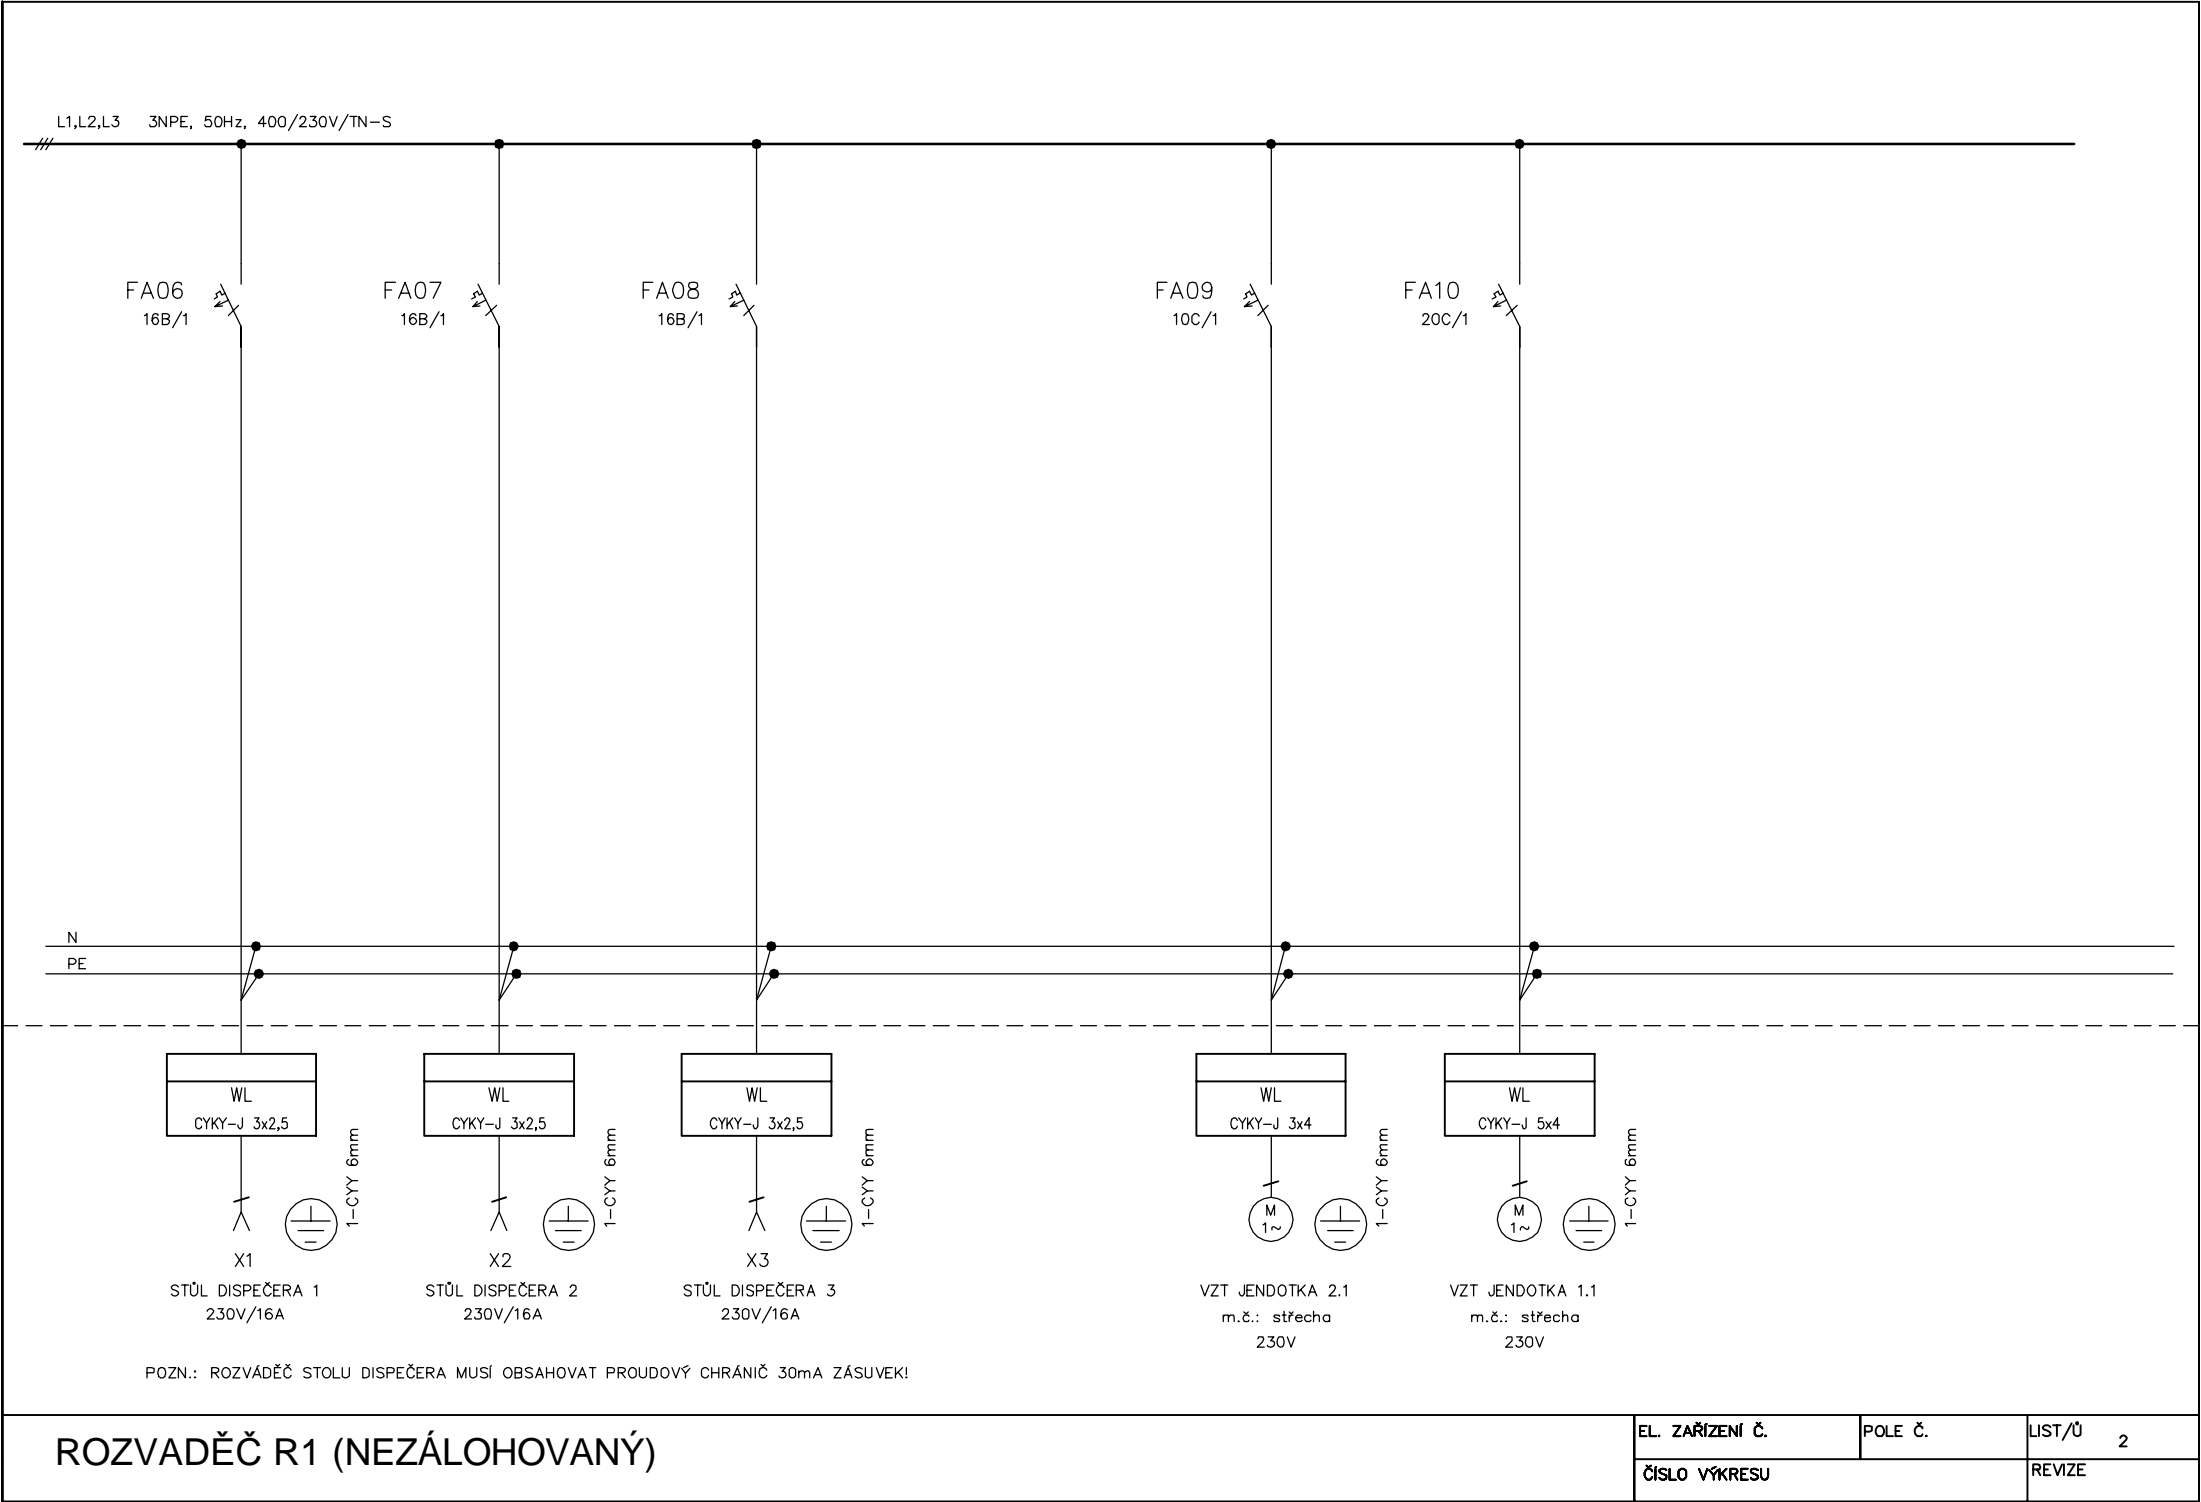 L1,L2,L3 3NPE, 50Hz, 400/230V/TN-S
FA06 FA07 FA08 FA09 FA10
16B/1 16B/1 16B/1 10C/1 20C/1
N
PE
WL WL WL WL WL
CYKY-J 3x2,5 CYKY-J 3x2,5 CYKY-J 3x2,5 CYKY-J 3x4 CYKY-J 5x4
1-CYY 6mm 1-CYY 6mm 1-CYY 6mm 1-CYY 6mm 1-CYY 6mm
M M
1~ 1~
X1 X2 X3
STŮL DISPEČERA 1 STŮL DISPEČERA 2 STŮL DISPEČERA 3 VZT JENDOTKA 2.1 VZT JENDOTKA 1.1
230V/16A 230V/16A 230V/16A m.č.: střecha m.č.: střecha
230V 230V
POZN.: ROZVÁDĚČ STOLU DISPEČERA MUSÍ OBSAHOVAT PROUDOVÝ CHRÁNIČ 30mA ZÁSUVEK!
ROZVADĚČ R1 (NEZÁLOHOVANÝ)
EL. ZAŘÍZENÍ Č. POLE Č. LIST/Ů 2
ČÍSLO VÝKRESU REVIZE